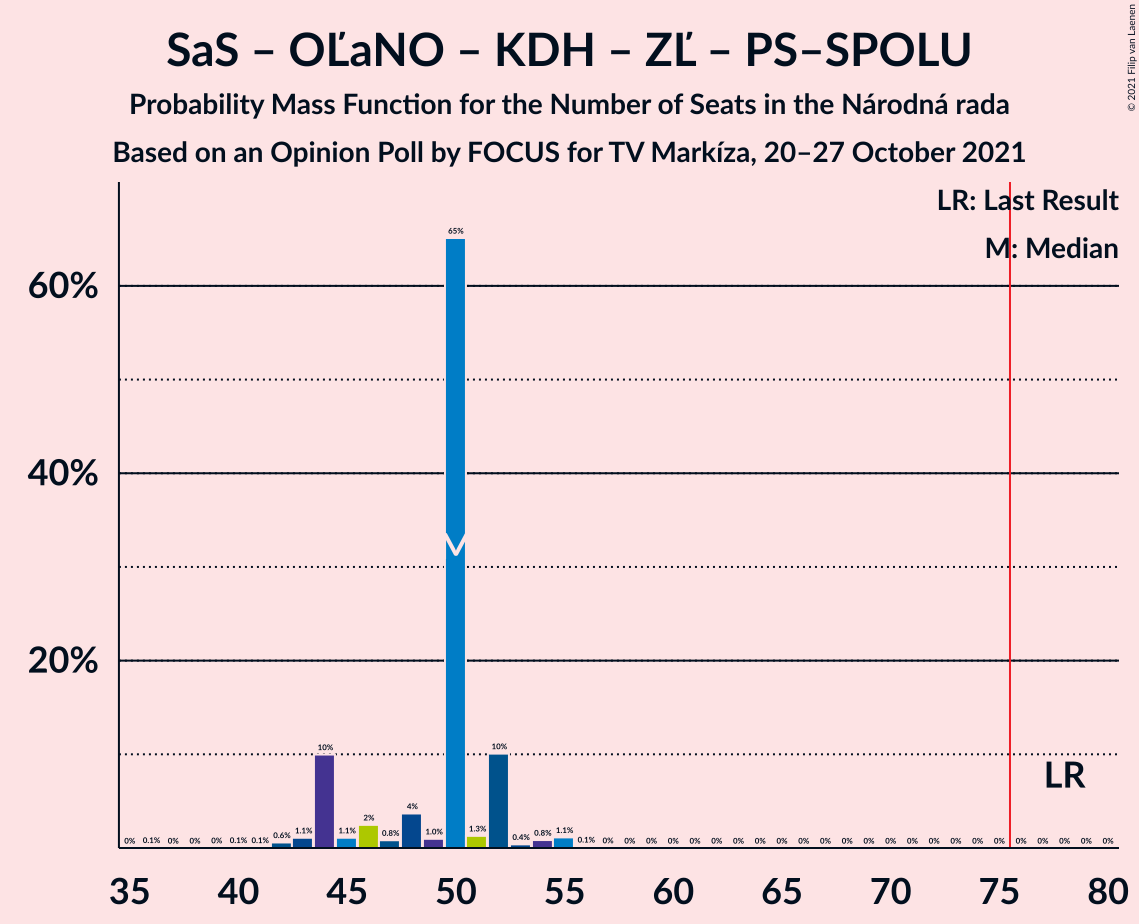 SaS – OĽaNO – KDH – ZĽ – PS–SPOLU
Probability Mass Function for the Number of Seats in the Národná rada
Based on an Opinion Poll by FOCUS for TV Markíza, 20–27 October 2021
© 2021 Filip van Laenen
LR: Last Result
M: Median
60%
40%
20%
65%
M
LR
0% 0.1% 0% 0% 0% 0.1% 0.1% 0.6% 1.1% 10% 1.1% 2% 0.8% 4% 1.0% 1.3% 10% 0.4% 0.8% 1.1% 0.1% 0% 0% 0% 0% 0% 0% 0% 0% 0% 0% 0% 0% 0% 0% 0% 0% 0% 0% 0% 0% 0% 0% 0% 0%
35 40 45 50 55 60 65 70 75 80